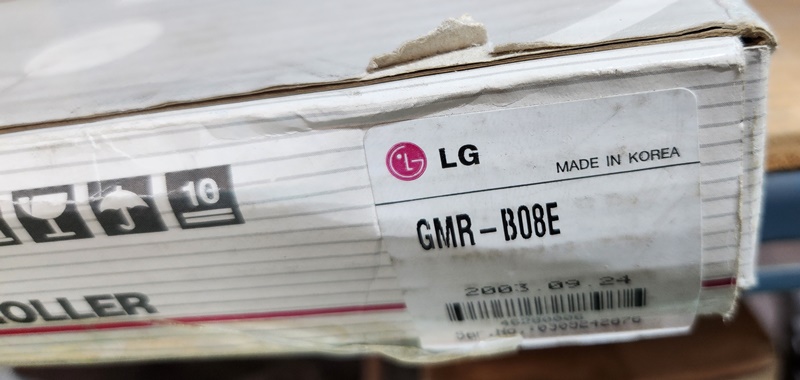 LG
MADE IN KOREA
GMR-B08E
2003.09.24
10
OLLER